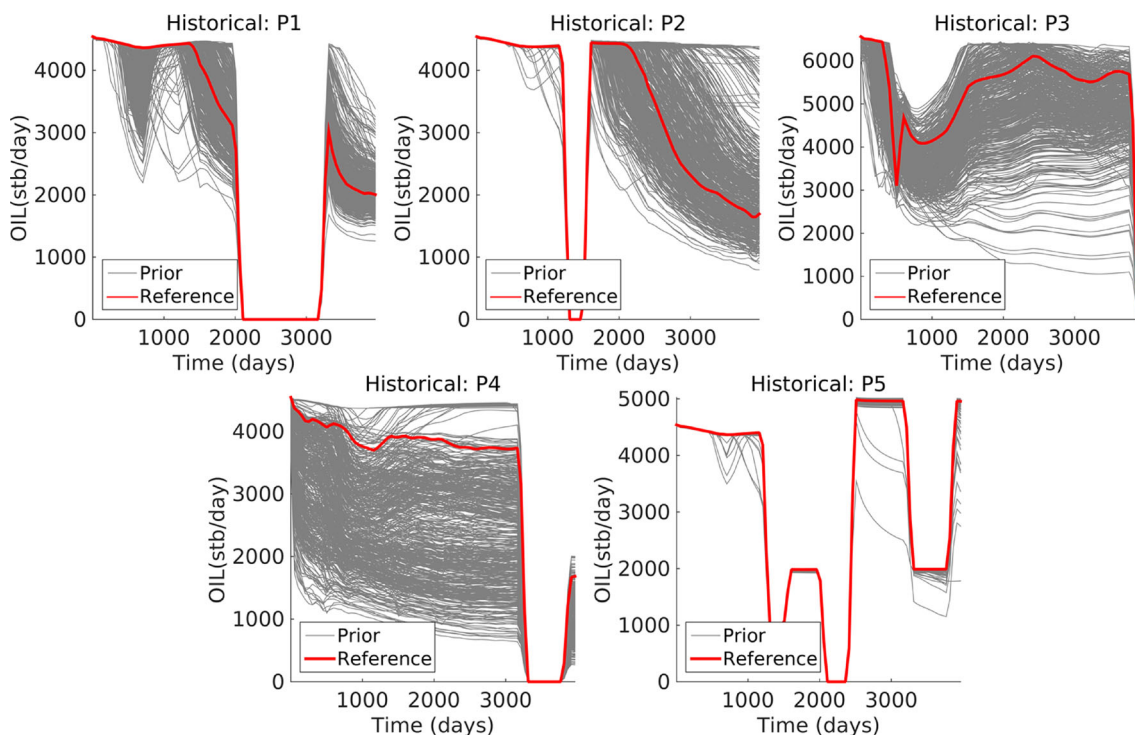 Historical: P1
OIL(stb/day)
4000
3000
2000
1000
0
Prior
Reference
1000 2000 3000
Time (days)
Historical: P2
OIL(stb/day)
4000
3000
2000
1000
0
Prior
Reference
1000 2000 3000
Time (days)
Historical: P3
OIL(stb/day)
6000
5000
4000
3000
2000
1000
0
Prior
Reference
1000 2000 3000
Time (days)
Historical: P4
OIL(stb/day)
4000
3000
2000
1000
0
Prior
Reference
1000 2000 3000
Time (days)
Historical: P5
OIL(stb/day)
5000
4000
3000
2000
1000
0
Prior
Reference
1000 2000 3000
Time (days)